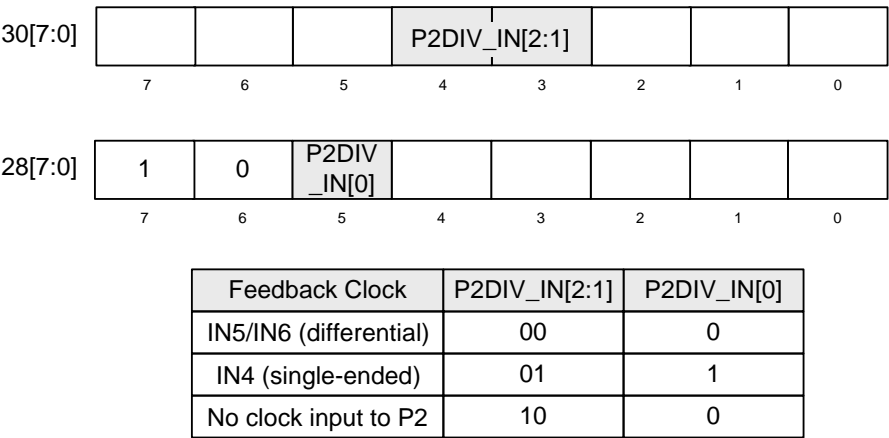 30[7:0] P2DIV_IN[2:1]
7 6 5 4 3 2 1 0
28[7:0] 1 0 P2DIV
_IN[0]
7 6 5 4 3 2 1 0
Feedback Clock P2DIV_IN[2:1] P2DIV_IN[0]
IN5/IN6 (differential) 00 0
IN4 (single-ended) 01 1
No clock input to P2 10 0